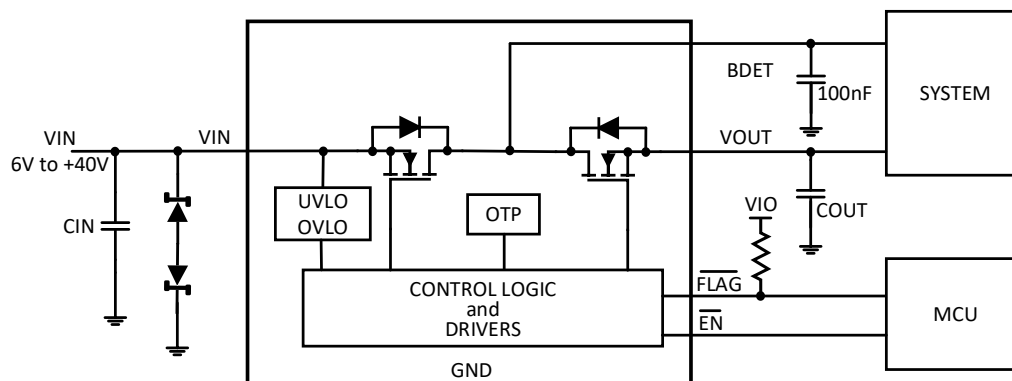 BDET
100nF
SYSTEM
VIN
6V to +40V
VIN
VOUT
CIN
UVLO
OVLO
OTP
VIO
COUT
CONTROL LOGIC
and
DRIVERS
FLAG
EN
MCU
GND